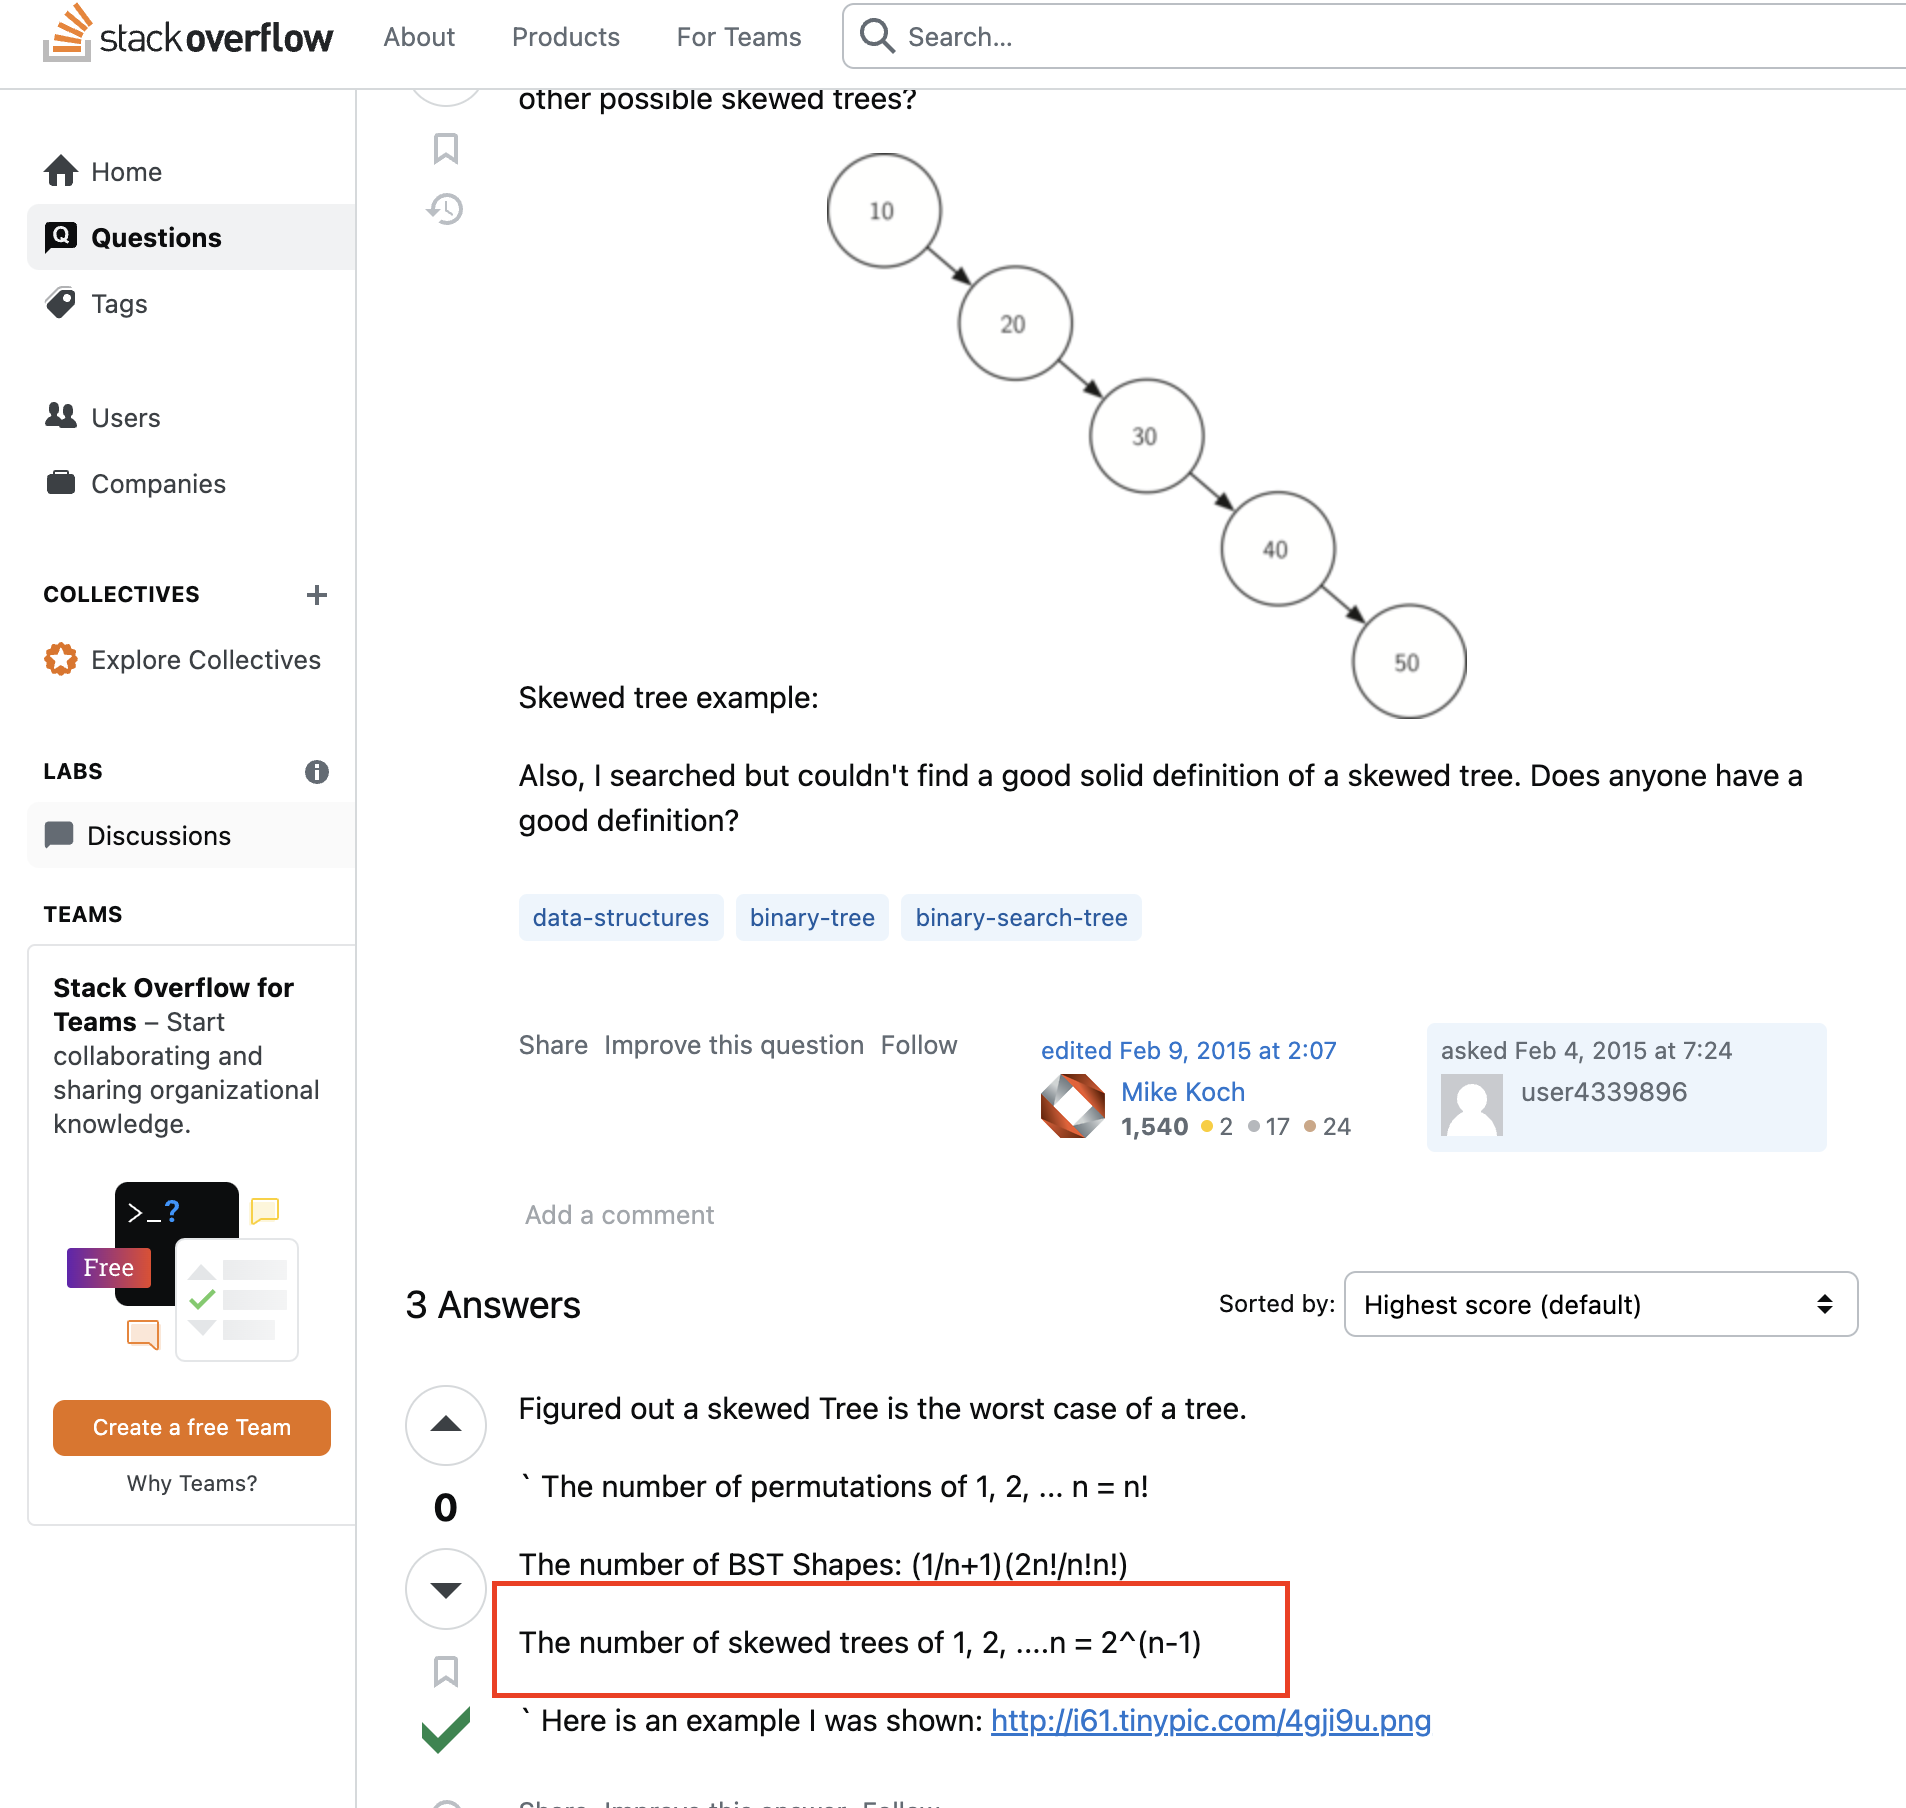 stackoverflow
About
Products
For Teams
Search...
Home
Questions
Tags
Users
Companies
COLLECTIVES
Explore Collectives
LABS
Discussions
TEAMS
Stack Overflow for
Teams – Start
collaborating and
sharing organizational
knowledge.
>_?
Free
Create a free Team
Why Teams?
other possible skewed trees?
10
20
30
40
50
Skewed tree example:
Also, I searched but couldn't find a good solid definition of a skewed tree. Does anyone have a
good definition?
data-structures
binary-tree
binary-search-tree
Share Improve this question Follow
edited Feb 9, 2015 at 2:07
Mike Koch
1,540 2 17 24
asked Feb 4, 2015 at 7:24
user4339896
Add a comment
3 Answers
Sorted by:
Highest score (default)
0
Figured out a skewed Tree is the worst case of a tree.
` The number of permutations of 1, 2, ... n = n!
The number of BST Shapes: (1/n+1)(2n!/n!n!)
The number of skewed trees of 1, 2, ....n = 2^(n-1)
` Here is an example I was shown: http://i61.tinypic.com/4gji9u.png
Share Improve this answer Follow